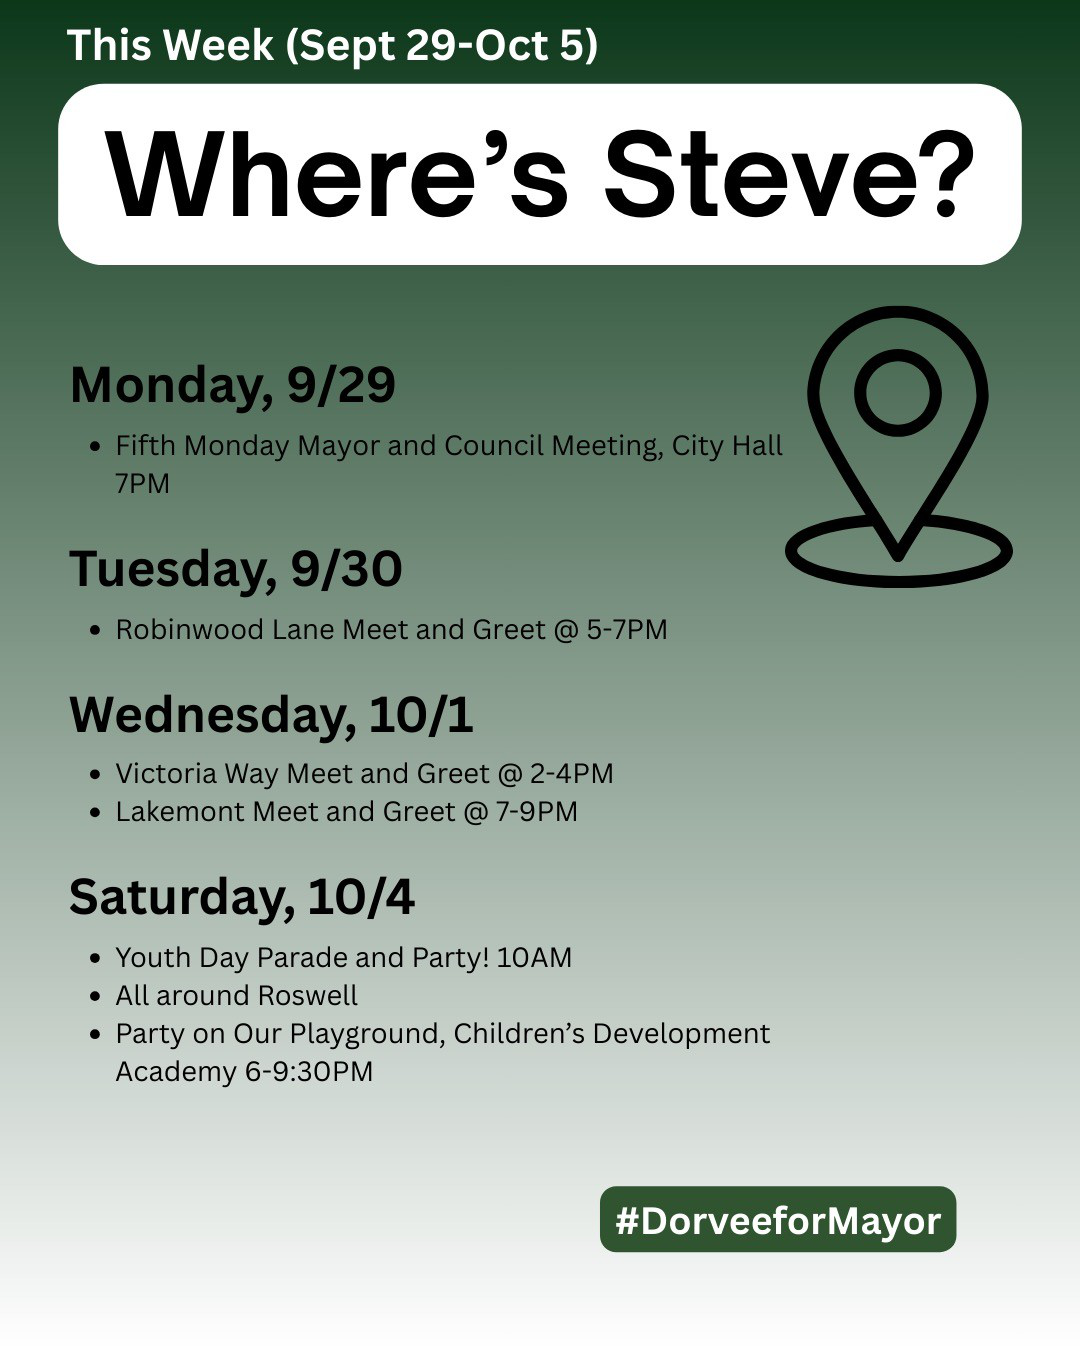 This Week (Sept 29-Oct 5)
Where’s Steve?
Monday, 9/29
• Fifth Monday Mayor and Council Meeting, City Hall
7PM
Tuesday, 9/30
• Robinwood Lane Meet and Greet @ 5-7PM
Wednesday, 10/1
• Victoria Way Meet and Greet @ 2-4PM
• Lakemont Meet and Greet @ 7-9PM
Saturday, 10/4
• Youth Day Parade and Party! 10AM
• All around Roswell
• Party on Our Playground, Children’s Development
Academy 6-9:30PM
#DorveeforMayor